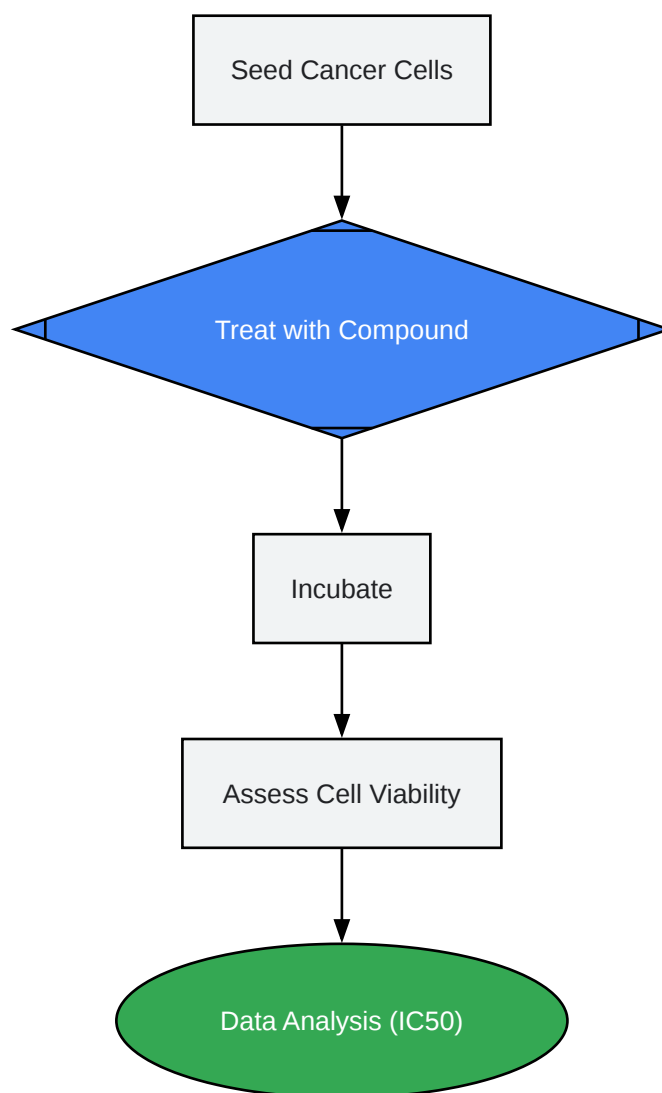 Seed Cancer Cells
Treat with Compound
Incubate
Assess Cell Viability
Data Analysis (IC50)